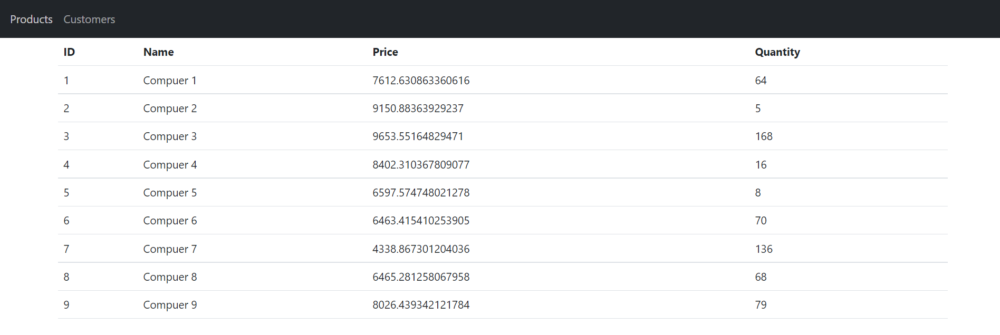 Products Customers
ID Name Price Quantity
1 Compuer 1 7612.630863360616 64
2 Compuer 2 9150.88363929237 5
3 Compuer 3 9653.55164829471 168
4 Compuer 4 8402.310367809077 16
5 Compuer 5 6597.574748021278 8
6 Compuer 6 6463.415410253905 70
7 Compuer 7 4338.867301204036 136
8 Compuer 8 6465.281258067958 68
9 Compuer 9 8026.439342121784 79